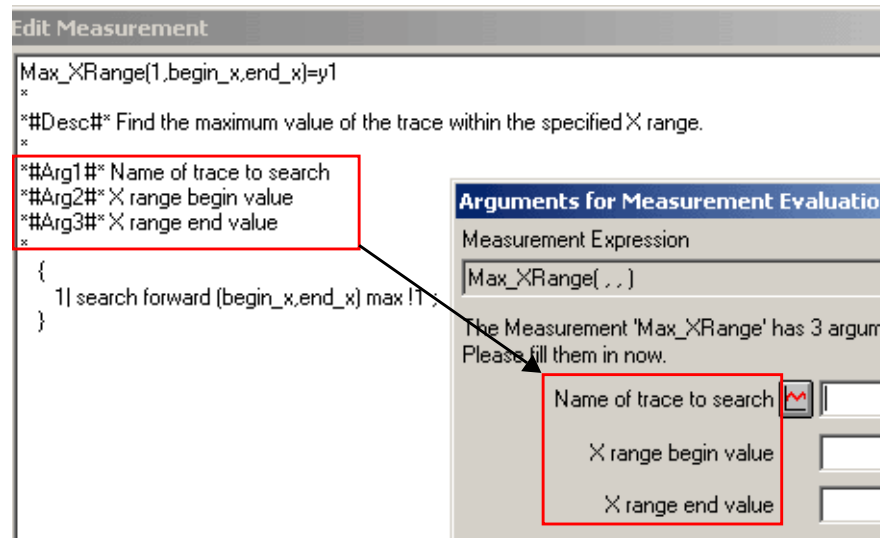 Edit Measurement
Max_XRange(1,begin_x,end_x)=y1
*
*#Desc#* Find the maximum value of the trace within the specified X range.
*
*#Arg1#* Name of trace to search
*#Arg2#* X range begin value
*#Arg3#* X range end value
*
{
1| search forward (begin_x,end_x) max !1 ;
}
Arguments for Measurement Evaluatio
Measurement Expression
Max_XRange( , , )
The Measurement 'Max_XRange' has 3 argum
Please fill them in now.
Name of trace to search
X range begin value
X range end value